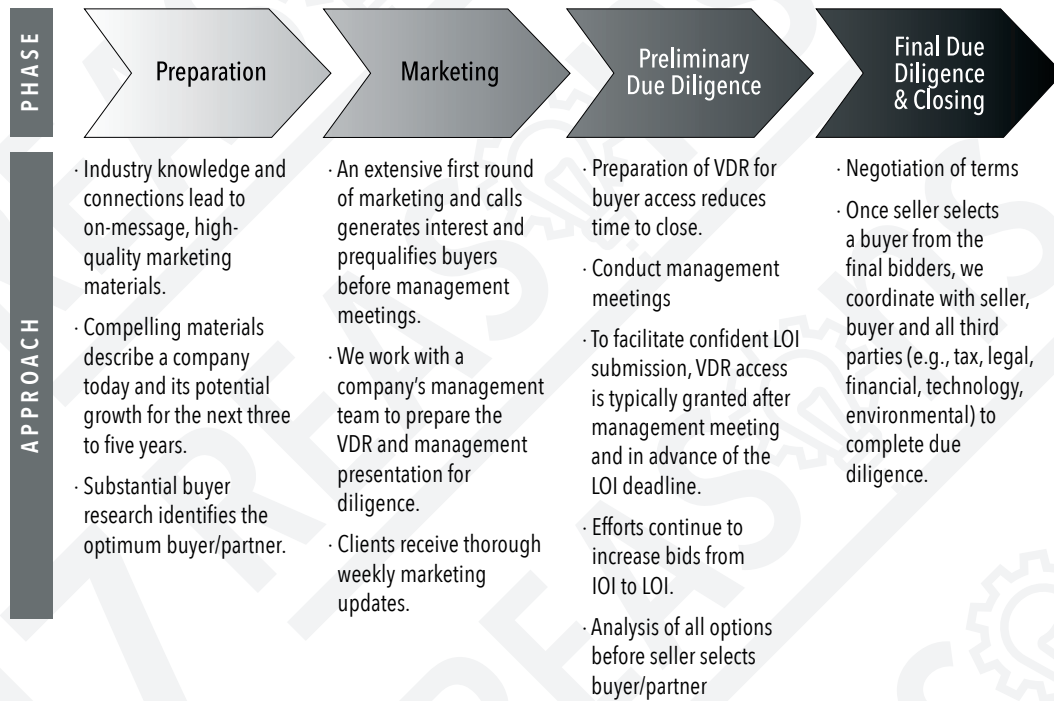 PHASE
Preparation
Marketing
Preliminary
Due Diligence
Final Due
Diligence
& Closing
APPROACH
· Industry knowledge and
connections lead to
on-message, high-
quality marketing
materials.
· Compelling materials
describe a company
today and its potential
growth for the next three
to five years.
· Substantial buyer
research identifies the
optimum buyer/partner.
· An extensive first round
of marketing and calls
generates interest and
prequalifies buyers
before management
meetings.
· We work with a
company’s management
team to prepare the
VDR and management
presentation for
diligence.
· Clients receive thorough
weekly marketing
updates.
· Preparation of VDR for
buyer access reduces
time to close.
· Conduct management
meetings
· To facilitate confident LOI
submission, VDR access
is typically granted after
management meeting
and in advance of the
LOI deadline.
· Efforts continue to
increase bids from
IOI to LOI.
· Analysis of all options
before seller selects
buyer/partner
· Negotiation of terms
· Once seller selects
a buyer from the
final bidders, we
coordinate with seller,
buyer and all third
parties (e.g., tax, legal,
financial, technology,
environmental) to
complete due
diligence.